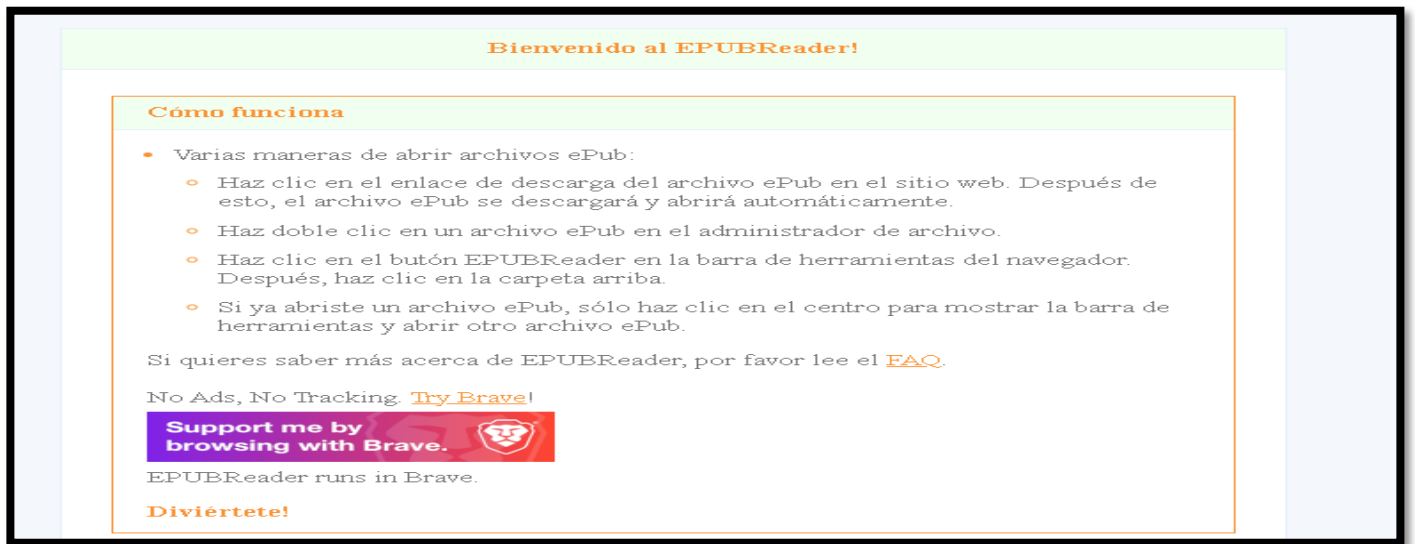 Bienvenido al EPUBReader!
Cómo funciona
Varias maneras de abrir archivos ePub:
Haz clic en el enlace de descarga del archivo ePub en el sitio web. Después de
esto, el archivo ePub se descargará y abrirá automáticamente.
Haz doble clic en un archivo ePub en el administrador de archivo.
Haz clic en el butón EPUBReader en la barra de herramientas del navegador.
Después, haz clic en la carpeta arriba.
Si ya abriste un archivo ePub, sólo haz clic en el centro para mostrar la barra de
herramientas y abrir otro archivo ePub.
Si quieres saber más acerca de EPUBReader, por favor lee el FAQ.
No Ads, No Tracking. Try Brave!
Support me by
browsing with Brave.
EPUBReader runs in Brave.
Diviértete!